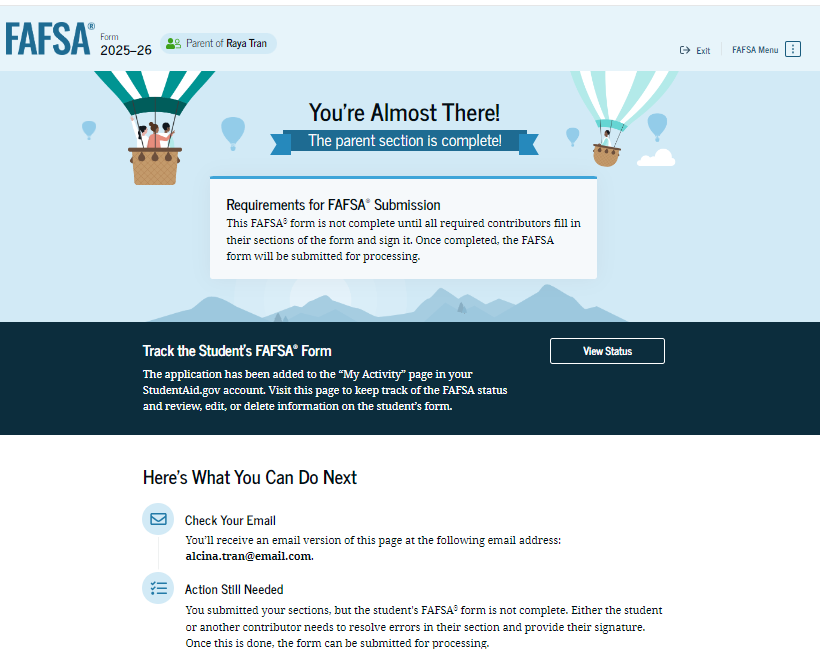 FAFSA®
Form
2025–26
Parent of Raya Tran
Exit
FAFSA Menu
You're Almost There!
The parent section is complete!
Requirements for FAFSA® Submission
This FAFSA® form is not complete until all required contributors fill in
their sections of the form and sign it. Once completed, the FAFSA
form will be submitted for processing.
Track the Student's FAFSA® Form
View Status
The application has been added to the “My Activity” page in your
StudentAid.gov account. Visit this page to keep track of the FAFSA status
and review, edit, or delete information on the student's form.
Here's What You Can Do Next
Check Your Email
You'll receive an email version of this page at the following email address:
alcina.tran@email.com.
Action Still Needed
You submitted your sections, but the student's FAFSA® form is not complete. Either the student
or another contributor needs to resolve errors in their section and provide their signature.
Once this is done, the form can be submitted for processing.